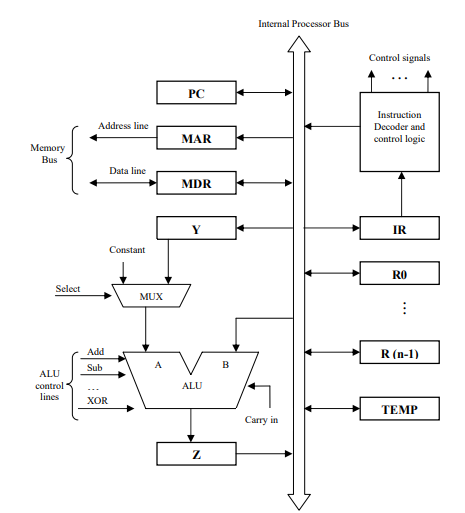 Internal Processor Bus
Control signals
...
PC
Instruction
Decoder and
control logic
Address line
MAR
Memory
Bus
Data line
MDR
Y
IR
Constant
R0
Select
MUX
...
Add
A
B
R (n-1)
Sub
ALU
ALU
control
lines
...
XOR
TEMP
Carry in
Z